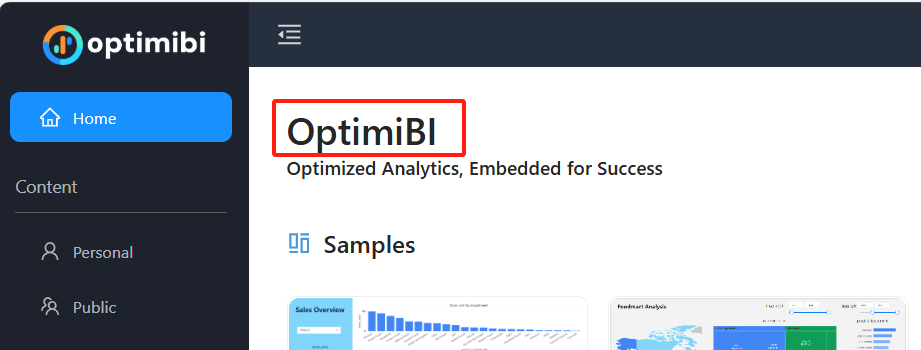 optimibi
Home
OptimiBI
Optimized Analytics, Embedded for Success
Content
Samples
Personal
Public
Sales Overview
Foodmart Analysis